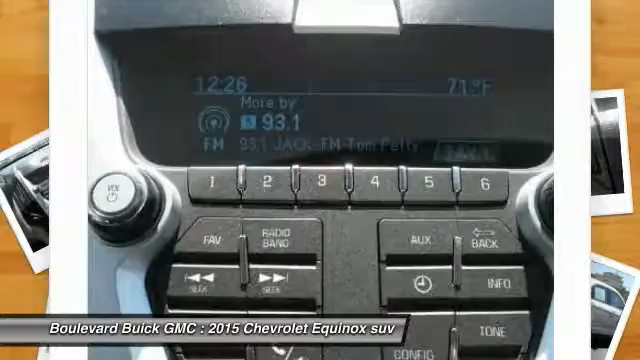 12:26 71°F
More by
93.1
FM 93.1 JACK-FM-Tom Petty
1 2 3 4 5 6
VOL
FAV RADIO BAND AUX BACK
SEEK SEEK INFO
TONE
CONFIG
Boulevard Buick GMC : 2015 Chevrolet Equinox suv